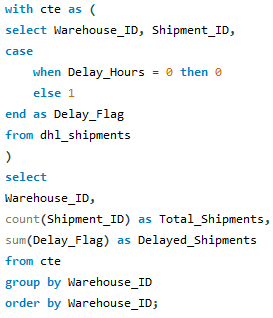 with cte as (
select Warehouse_ID, Shipment_ID,
case
    when Delay_Hours = 0 then 0
    else 1
end as Delay_Flag
from dhl_shipments
)
select
Warehouse_ID,
count(Shipment_ID) as Total_Shipments,
sum(Delay_Flag) as Delayed_Shipments
from cte
group by Warehouse_ID
order by Warehouse_ID;